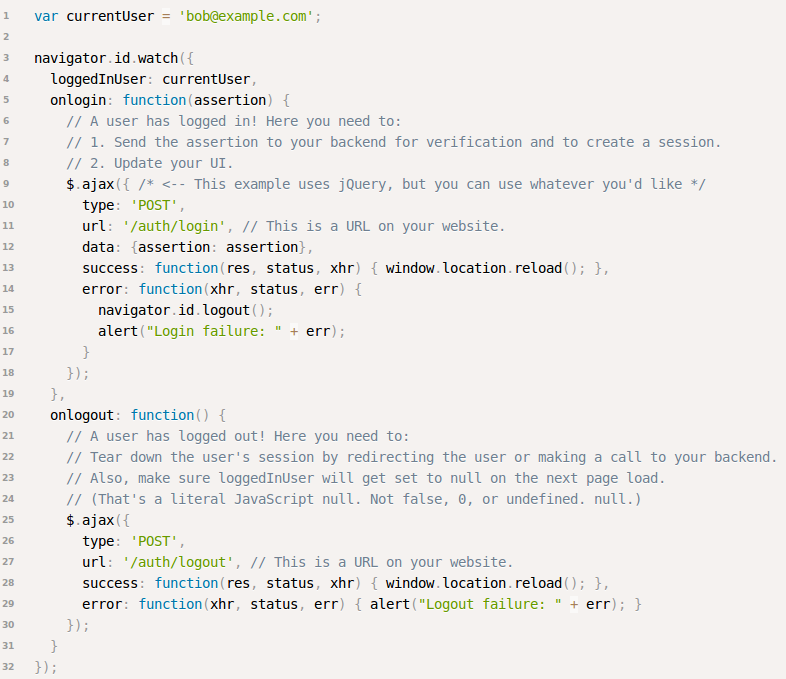 1 var currentUser = 'bob@example.com';
2
3 navigator.id.watch({
4   loggedInUser: currentUser,
5   onlogin: function(assertion) {
6     // A user has logged in! Here you need to:
7     // 1. Send the assertion to your backend for verification and to create a session.
8     // 2. Update your UI.
9     $.ajax({ /* <-- This example uses jQuery, but you can use whatever you'd like */
10       type: 'POST',
11       url: '/auth/login', // This is a URL on your website.
12       data: {assertion: assertion},
13       success: function(res, status, xhr) { window.location.reload(); },
14       error: function(xhr, status, err) {
15         navigator.id.logout();
16         alert("Login failure: " + err);
17       }
18     });
19   },
20   onlogout: function() {
21     // A user has logged out! Here you need to:
22     // Tear down the user's session by redirecting the user or making a call to your backend.
23     // Also, make sure loggedInUser will get set to null on the next page load.
24     // (That's a literal JavaScript null. Not false, 0, or undefined. null.)
25     $.ajax({
26       type: 'POST',
27       url: '/auth/logout', // This is a URL on your website.
28       success: function(res, status, xhr) { window.location.reload(); },
29       error: function(xhr, status, err) { alert("Logout failure: " + err); }
30     });
31   }
32 });